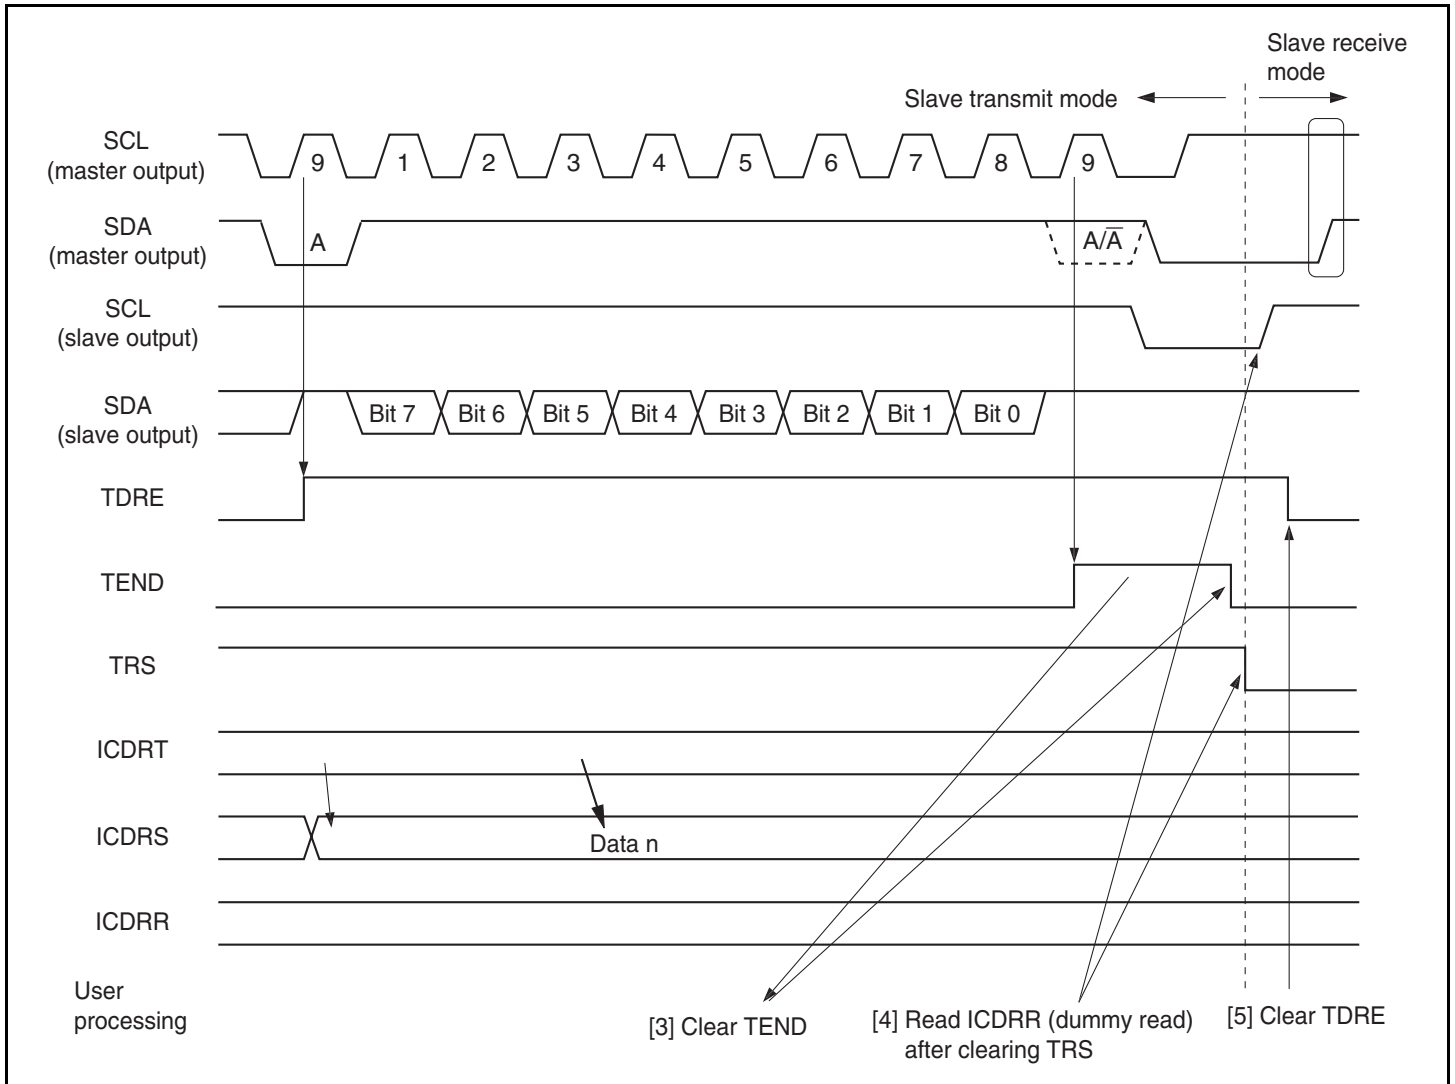 Slave receive
mode
Slave transmit mode
SCL
(master output)
9 1 2 3 4 5 6 7 8 9
SDA
(master output)
A A/A̅
SCL
(slave output)
SDA
(slave output)
Bit 7 Bit 6 Bit 5 Bit 4 Bit 3 Bit 2 Bit 1 Bit 0
TDRE
TEND
TRS
ICDRT
ICDRS
Data n
ICDRR
User
processing
[3] Clear TEND
[4] Read ICDRR (dummy read)
after clearing TRS
[5] Clear TDRE